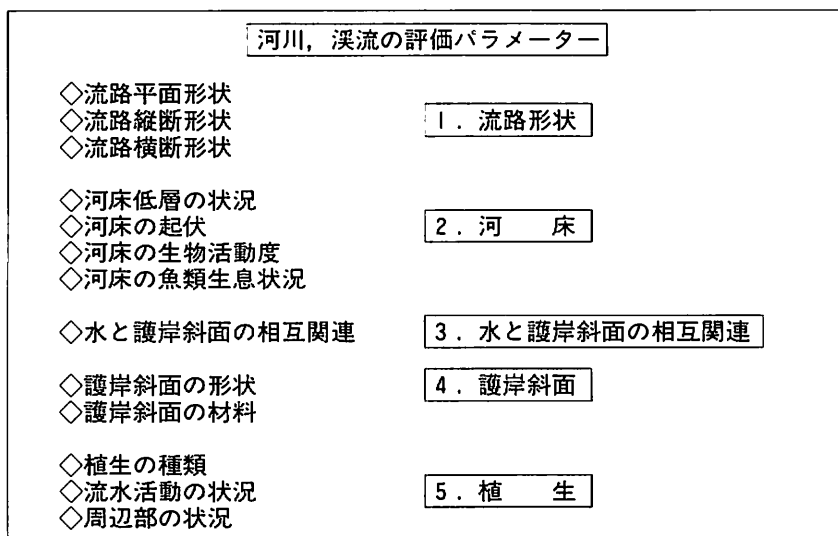 河川，渓流の評価パラメーター
◇流路平面形状
◇流路縦断形状
◇流路横断形状
1．流路形状
◇河床低層の状況
◇河床の起伏
◇河床の生物活動度
◇河床の魚類生息状況
2．河　床
◇水と護岸斜面の相互関連
3．水と護岸斜面の相互関連
◇護岸斜面の形状
◇護岸斜面の材料
4．護岸斜面
◇植生の種類
◇流水活動の状況
◇周辺部の状況
5．植　生